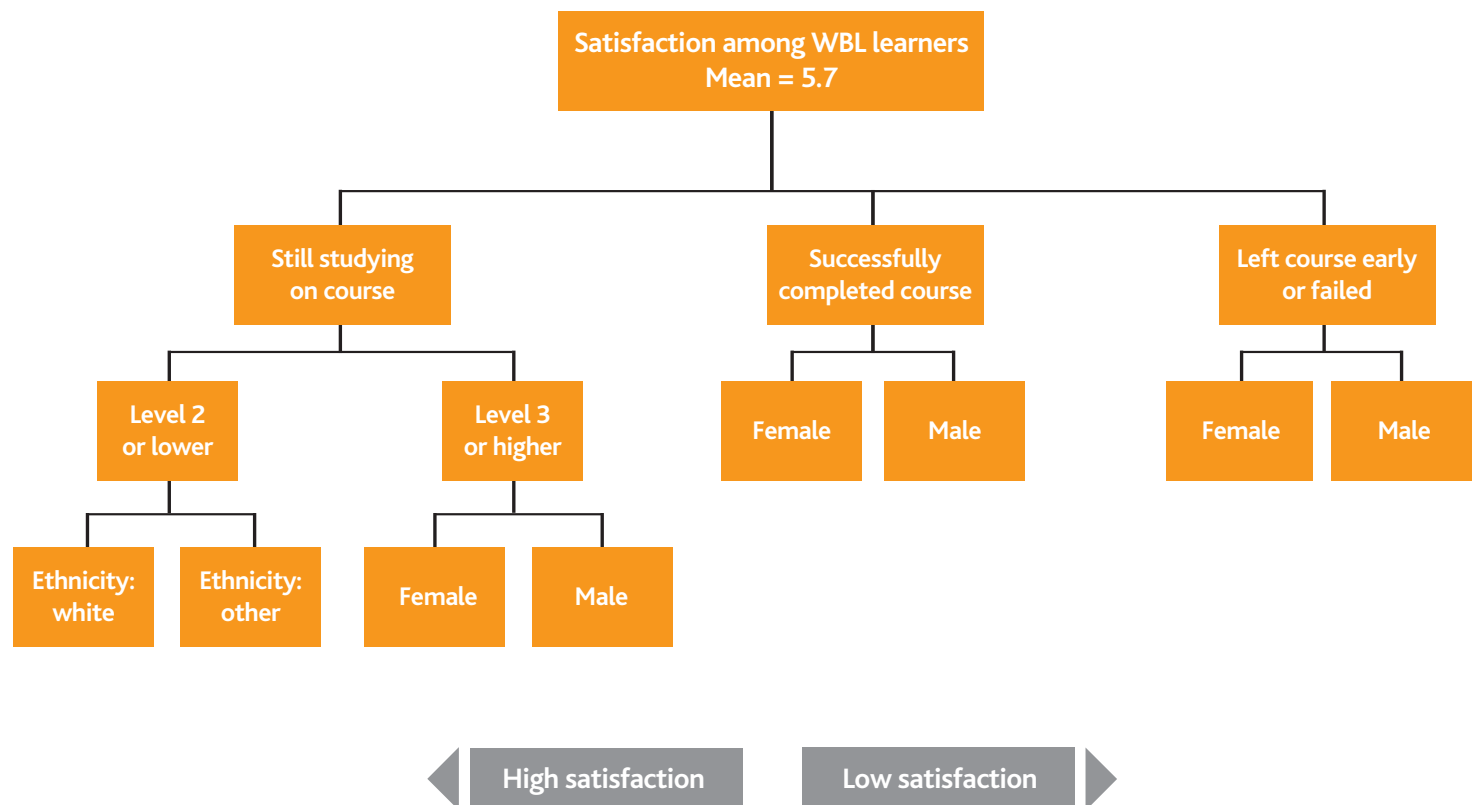 Satisfaction among WBL learners
Mean = 5.7
Still studying
on course
Successfully
completed course
Left course early
or failed
Level 2
or lower
Level 3
or higher
Female
Male
Female
Male
Ethnicity:
white
Ethnicity:
other
Female
Male
High satisfaction
Low satisfaction